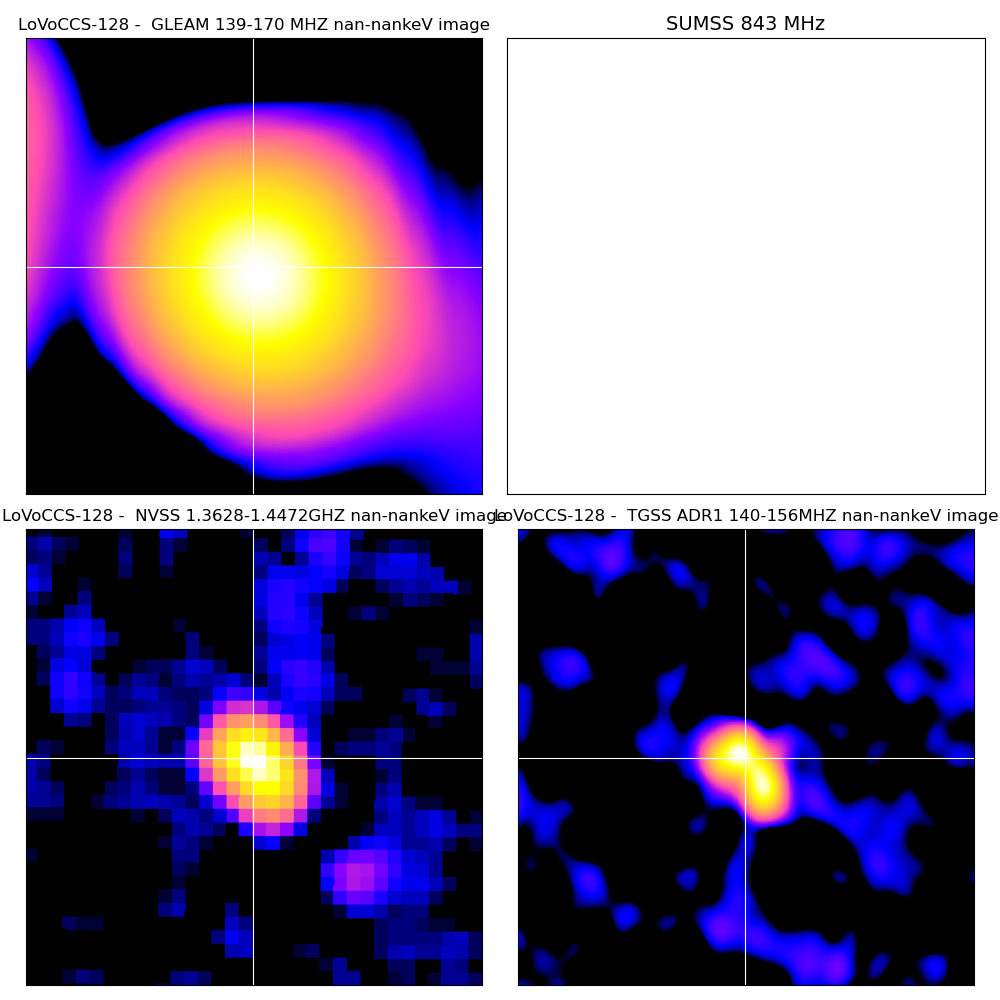 LoVoCCS-128 -  GLEAM 139-170 MHZ nan-nankeV image
SUMSS 843 MHz
LoVoCCS-128 -  NVSS 1.3628-1.4472GHZ nan-nankeV image
LoVoCCS-128 -  TGSS ADR1 140-156MHZ nan-nankeV image